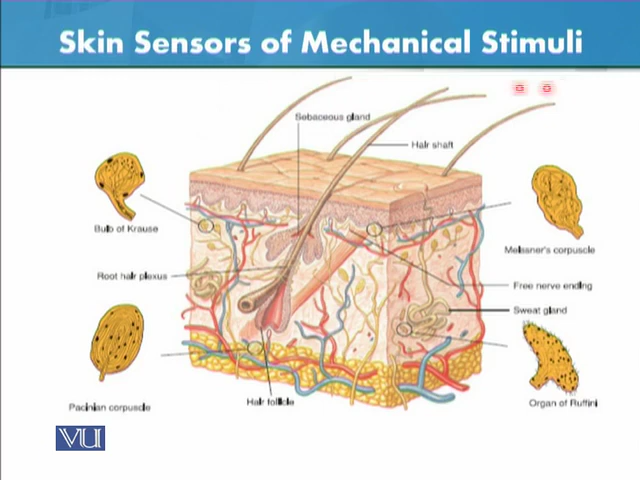 Skin Sensors of Mechanical Stimuli
Sebaceous gland
Hair shaft
Bulb of Krause
Meissner's corpuscle
Root hair plexus
Free nerve ending
Sweat gland
Pacinian corpuscle
Hair follicle
Organ of Ruffini
VU